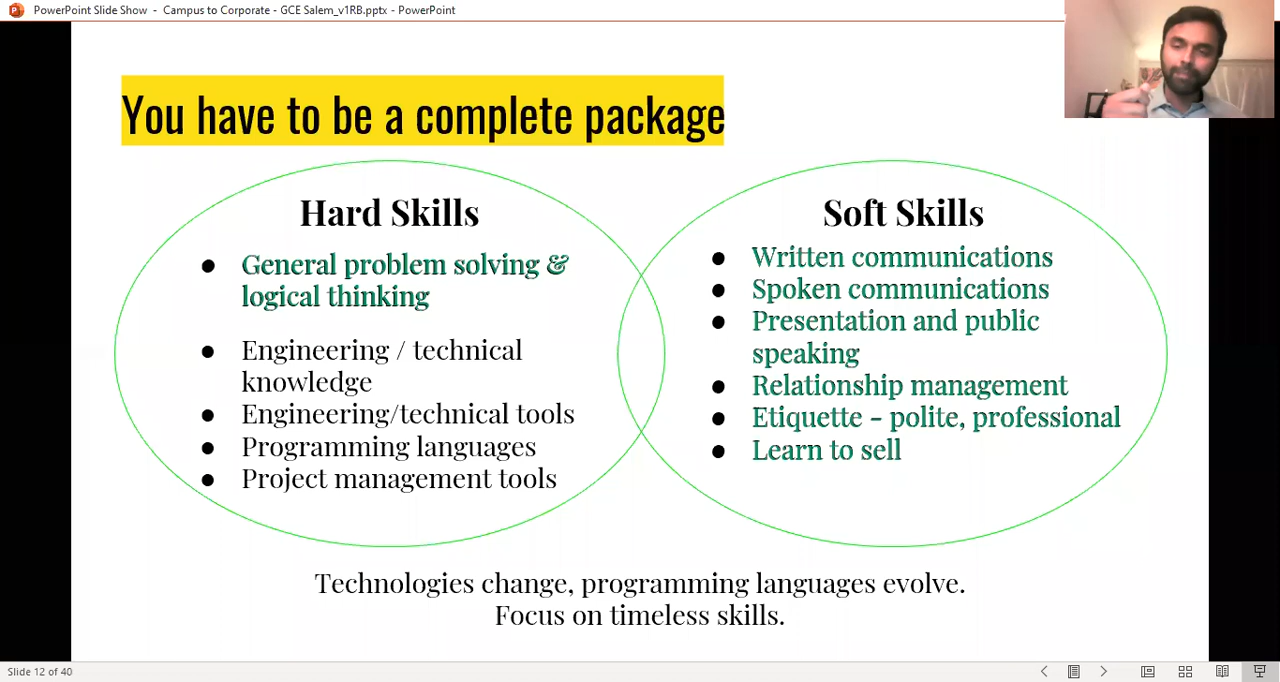 PowerPoint Slide Show - Campus to Corporate - GCE Salem_v1RB.pptx - PowerPoint
You have to be a complete package
Hard Skills
● General problem solving &
logical thinking
● Engineering / technical
knowledge
● Engineering/technical tools
● Programming languages
● Project management tools
Soft Skills
● Written communications
● Spoken communications
● Presentation and public
speaking
● Relationship management
● Etiquette - polite, professional
● Learn to sell
Technologies change, programming languages evolve.
Focus on timeless skills.
Slide 12 of 40